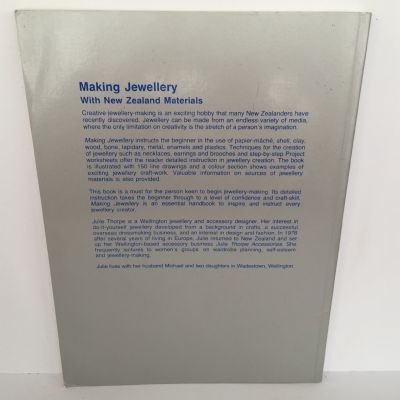 Making Jewellery
With New Zealand Materials
Creative jewellery-making is an exciting hobby that many New Zealanders have
recently discovered. Jewellery can be made from an endless variety of media,
where the only limitation on creativity is the stretch of a person's imagination.
Making Jewellery instructs the beginner in the use of papier-mâché, shell, clay,
wood, bone, lapidary, metal, enamels and plastics. Techniques for the creation
of jewellery such as necklaces, earrings and brooches and step-by-step Project
worksheets offer the reader detailed instruction in jewellery creation. The book
is illustrated with 150 line drawings and a colour section shows examples of
exciting jewellery craft-work. Valuable information on sources of jewellery
materials is also provided.
This book is a must for the person keen to begin jewellery-making. Its detailed
instruction takes the beginner through to a level of confidence and craft-skill.
Making Jewellery is an essential handbook to inspire and instruct every
jewellery creator.
Julie Thorpe is a Wellington jewellery and accessory designer. Her interest in
do-it-yourself jewellery developed from a background in crafts, a successful
overseas dressmaking business, and an interest in design and fashion. In 1978
after several years of living in Europe, Julie returned to New Zealand and set
up her Wellington-based accessory business Julie Thorpe Accessories. She
frequently lectures to women's groups on wardrobe planning, self-esteem
and jewellery-making.
Julie lives with her husband Michael and two daughters in Wadestown, Wellington.